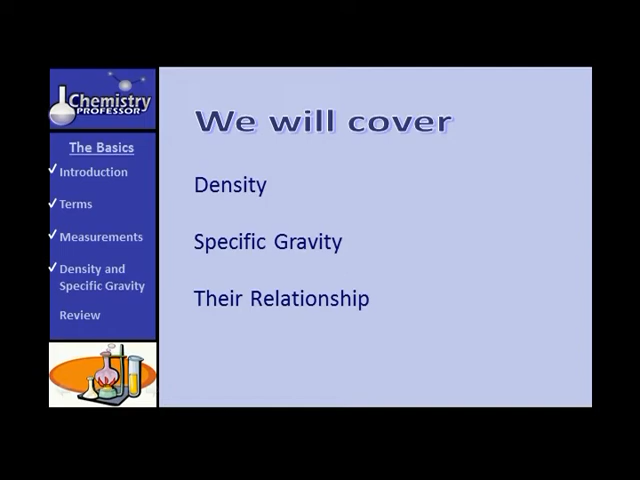 Chemistry
PROFESSOR
The Basics
Introduction
Terms
Measurements
Density and
Specific Gravity
Review
We will cover
Density
Specific Gravity
Their Relationship